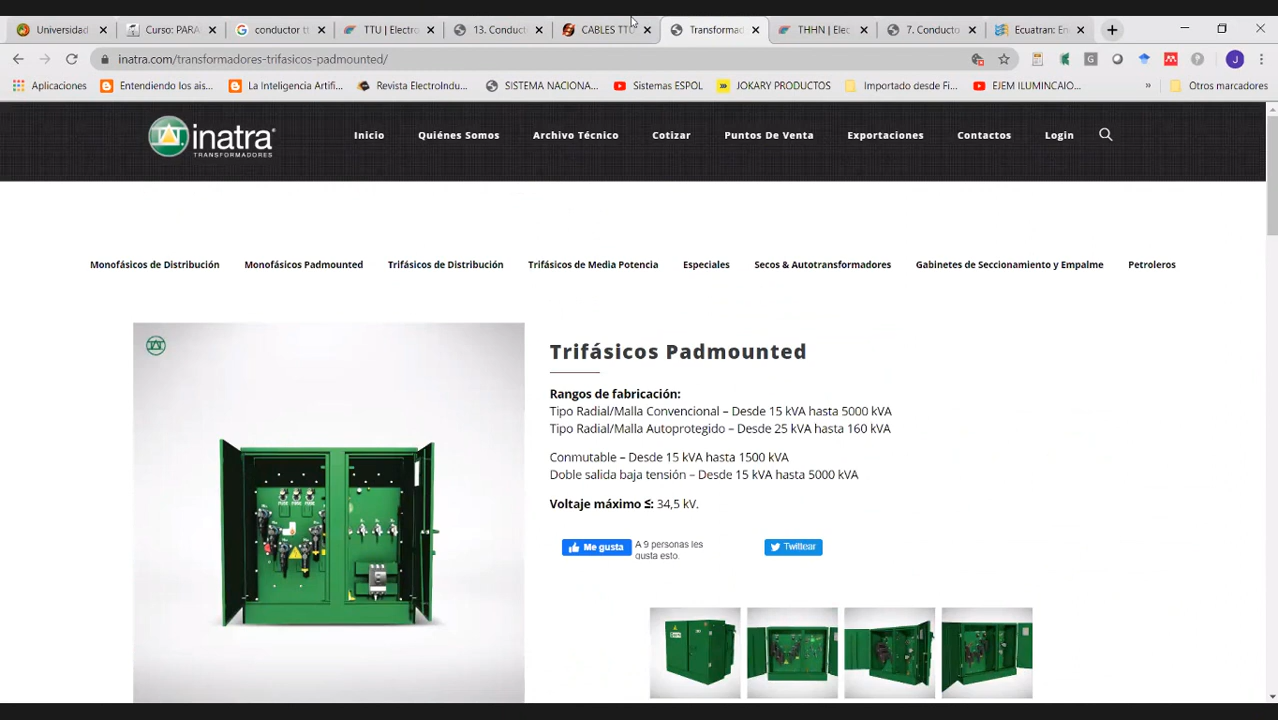 Universidad
Curso: PARA
conductor th
TTU | Electro
13. Conduct
CABLES TTU
Transformad
THHN | Elec
7. Conducto
Ecuatran: En
inatra.com/transformadores-trifasicos-padmounted/
J
Aplicaciones
Entendiendo los ais...
La Inteligencia Artifi...
Revista ElectroIndu...
SISTEMA NACIONA...
Sistemas ESPOL
JOKARY PRODUCTOS
Importado desde Fi...
EJEM ILUMINCAIO...
»
Otros marcadores
inatra
TRANSFORMADORES
Inicio
Quiénes Somos
Archivo Técnico
Cotizar
Puntos De Venta
Exportaciones
Contactos
Login
Monofásicos de Distribución
Monofásicos Padmounted
Trifásicos de Distribución
Trifásicos de Media Potencia
Especiales
Secos & Autotransformadores
Gabinetes de Seccionamiento y Empalme
Petroleros
Trifásicos Padmounted
Rangos de fabricación:
Tipo Radial/Malla Convencional – Desde 15 kVA hasta 5000 kVA
Tipo Radial/Malla Autoprotegido – Desde 25 kVA hasta 160 kVA
Conmutable – Desde 15 kVA hasta 1500 kVA
Doble salida baja tensión – Desde 15 kVA hasta 5000 kVA
Voltaje máximo ≤: 34,5 kV.
Me gusta
A 9 personas les
gusta esto.
Twittear